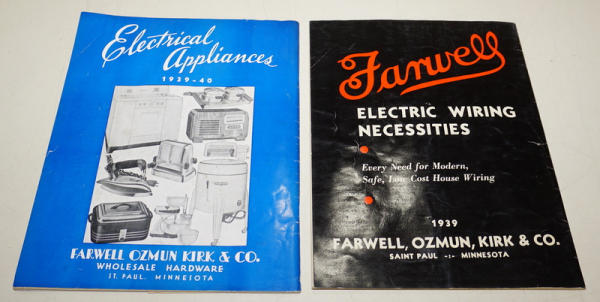 Electrical
Appliances
1939-40
FARWELL OZMUN KIRK & CO.
WHOLESALE HARDWARE
ST. PAUL, MINNESOTA
Farwell
ELECTRIC WIRING
NECESSITIES
Every Need for Modern,
Safe, Low Cost House Wiring
1939
FARWELL, OZMUN, KIRK & CO.
SAINT PAUL -:- MINNESOTA